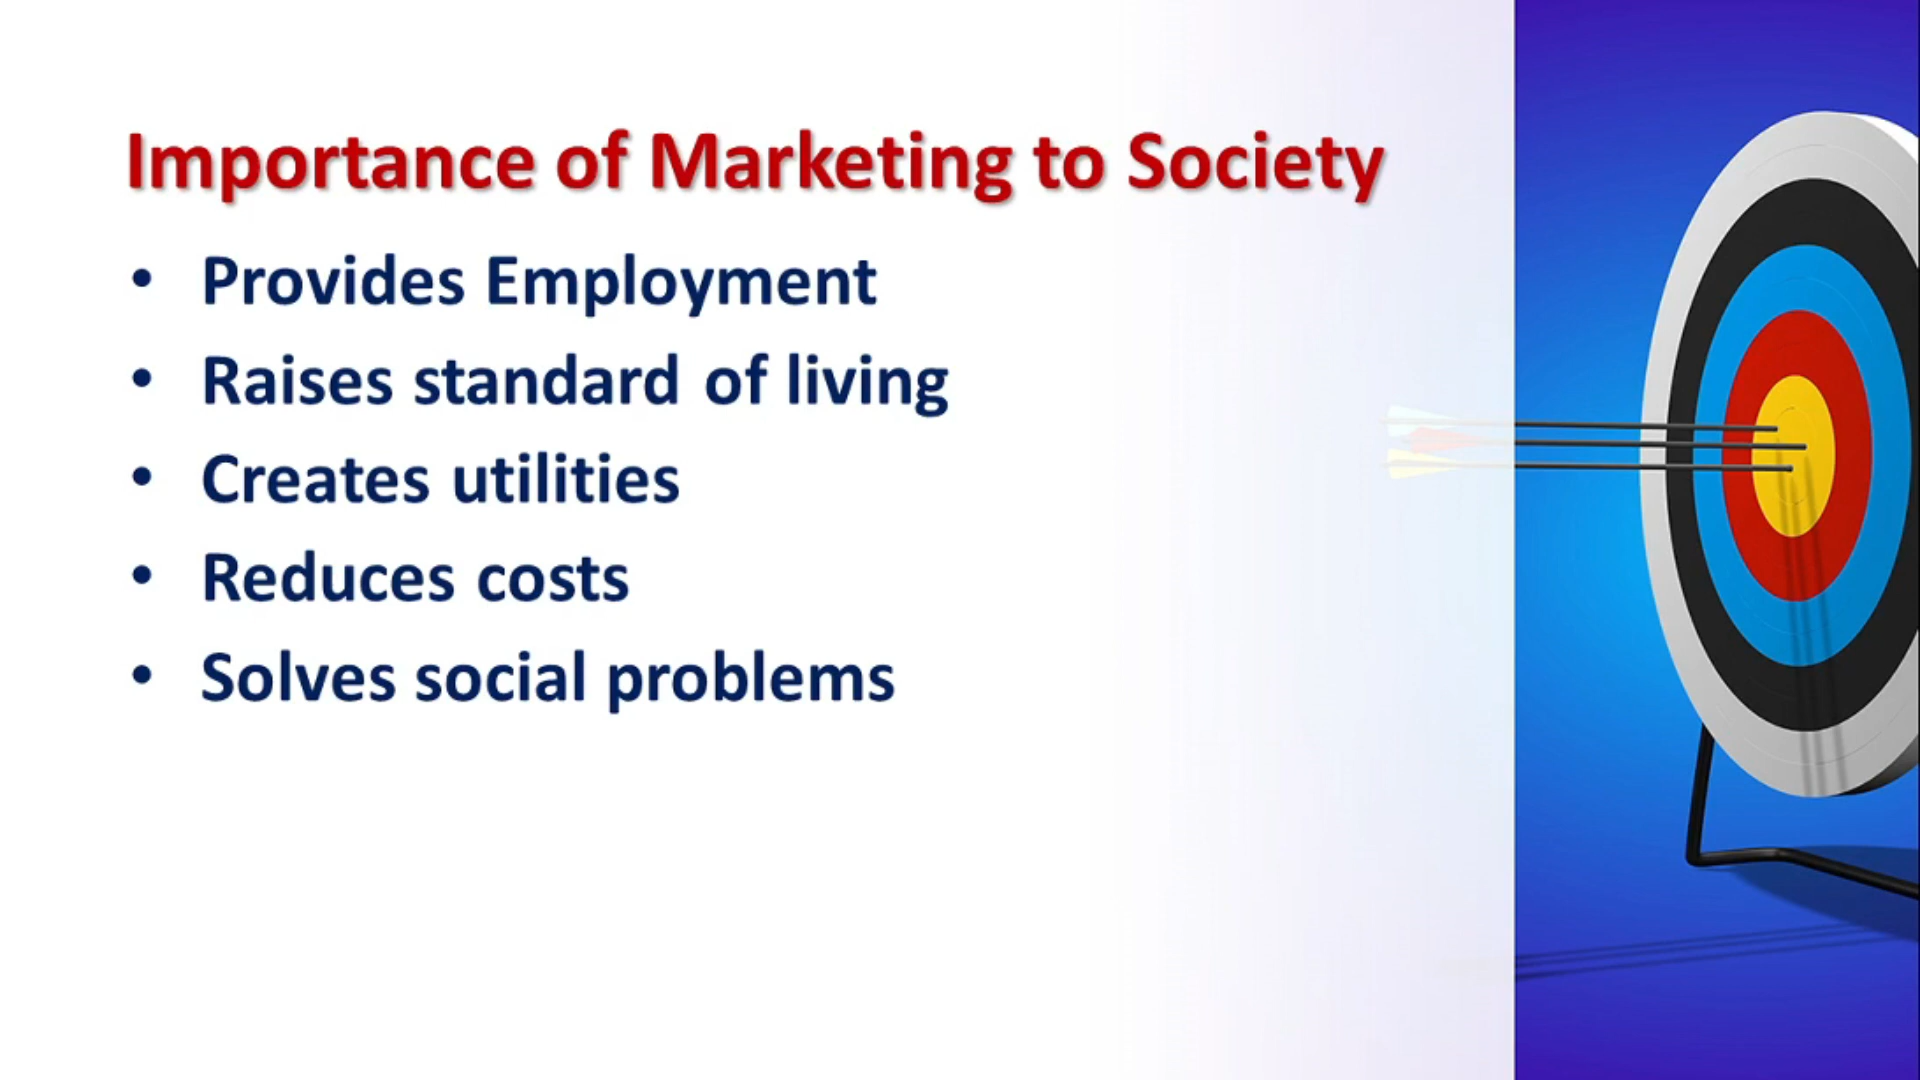 Importance of Marketing to Society
• Provides Employment
• Raises standard of living
• Creates utilities
• Reduces costs
• Solves social problems